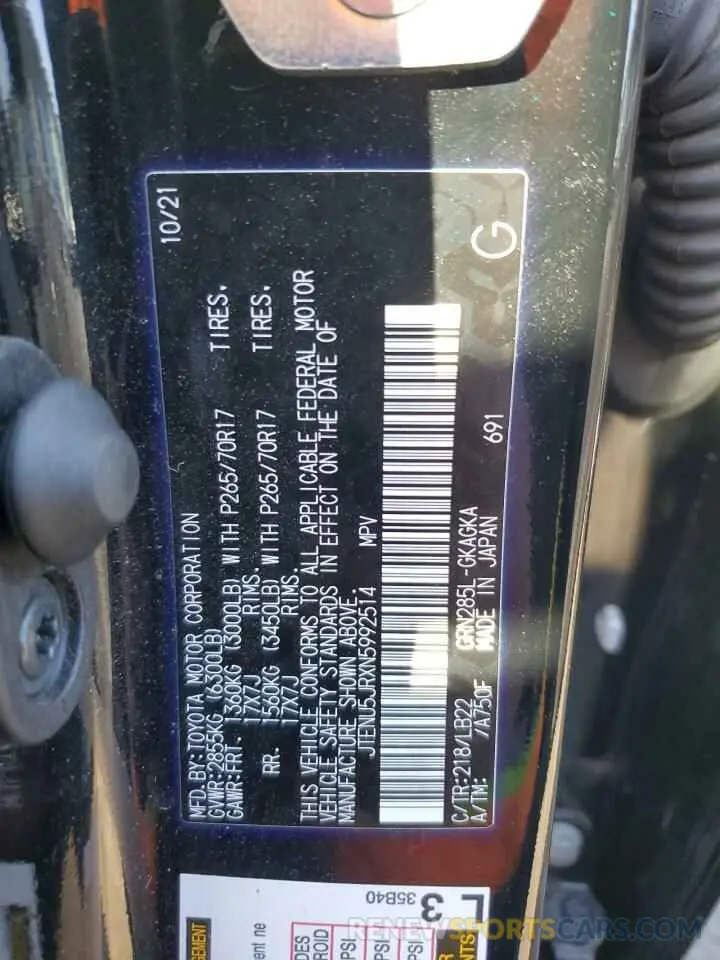 10/21
MFD. BY: TOYOTA MOTOR CORPORATION
GVWR: 2855KG (6300LB)
GAWR: FRT. 1360KG (3000LB) WITH P265/70R17 TIRES.
17X7J RIMS.
RR. 1560KG (3450LB) WITH P265/70R17 TIRES.
17X7J RIMS.
THIS VEHICLE CONFORMS TO ALL APPLICABLE FEDERAL MOTOR
VEHICLE SAFETY STANDARDS IN EFFECT ON THE DATE OF
MANUFACTURE SHOWN ABOVE.
JTENU5JRXN5992514 MPV
C/TR: 218/LB22 GRN285L-GKAGKA
A/TM: /A750F MADE IN JAPAN 691
G
35B40
3
RENEWSPORTSCARS.COM